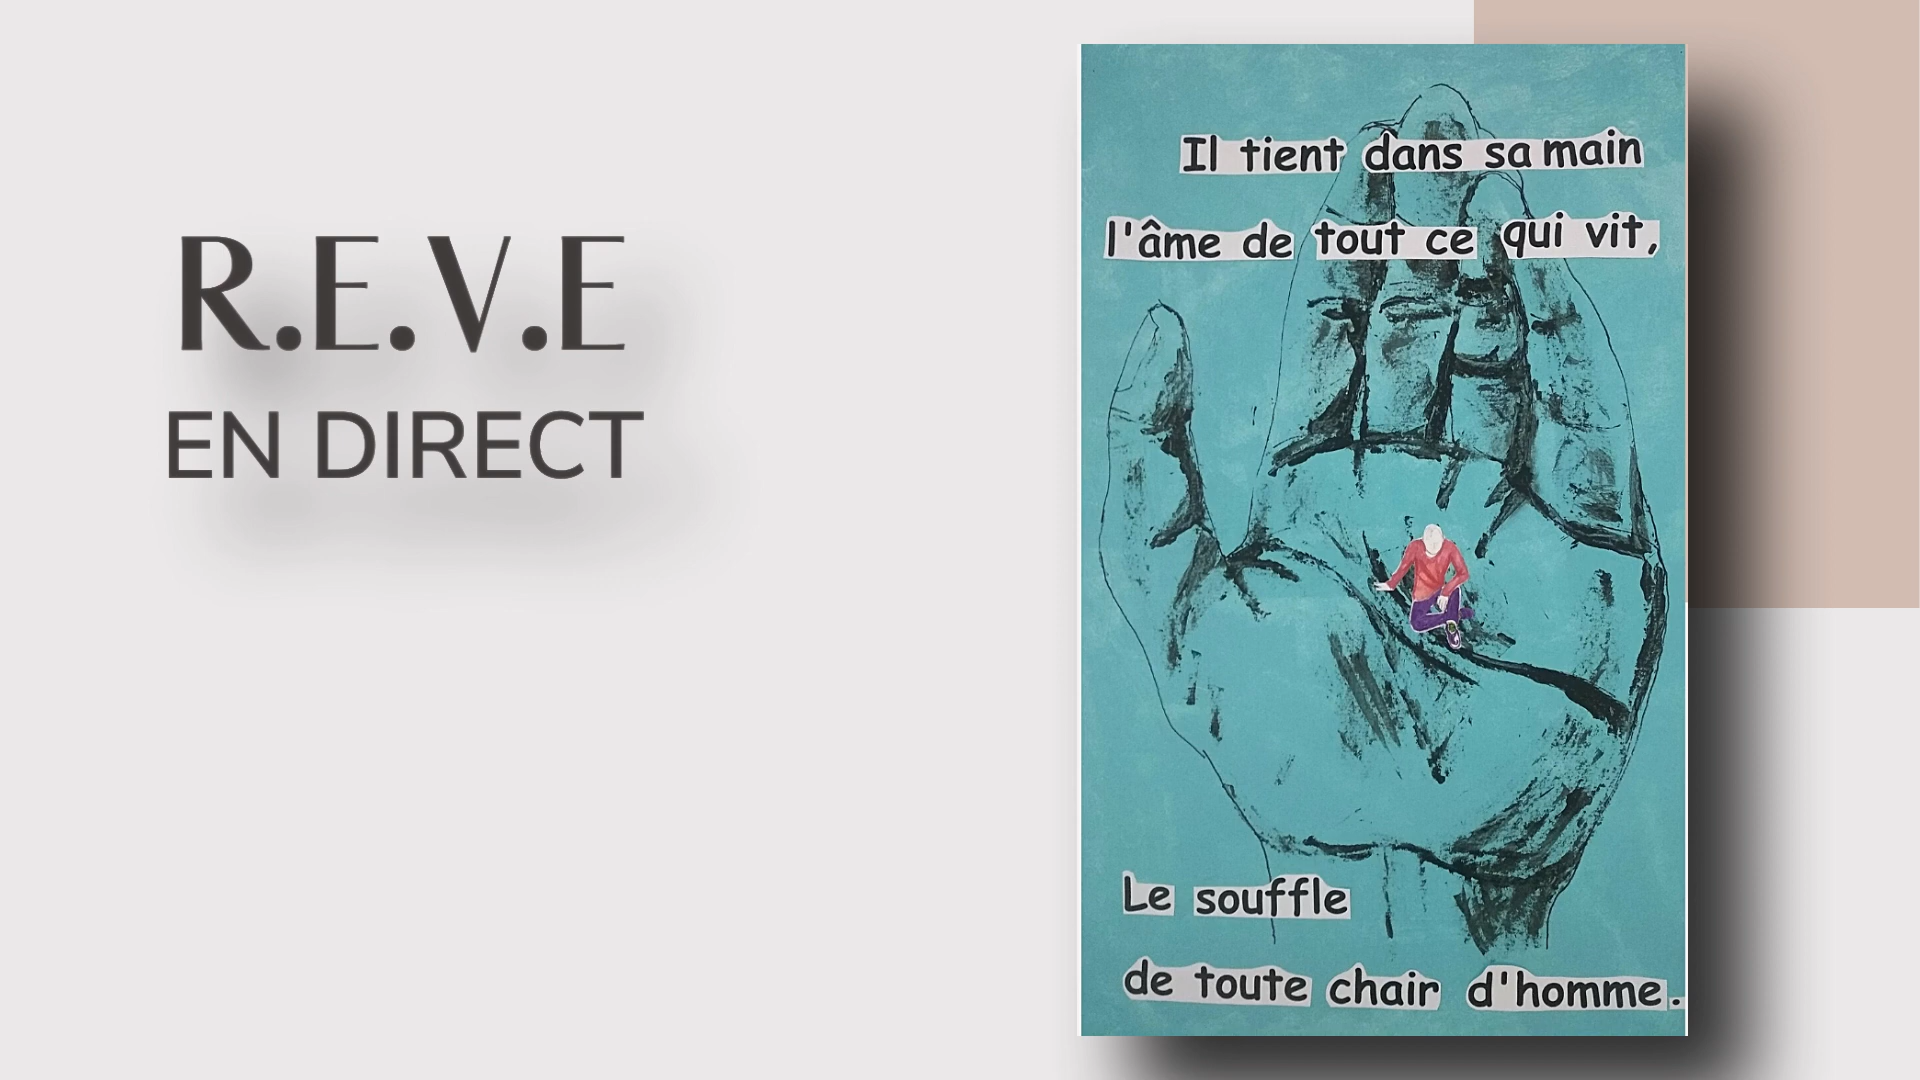 R.E.V.E
EN DIRECT
Il tient dans sa main
l'âme de tout ce qui vit,
Le souffle
de toute chair d'homme.